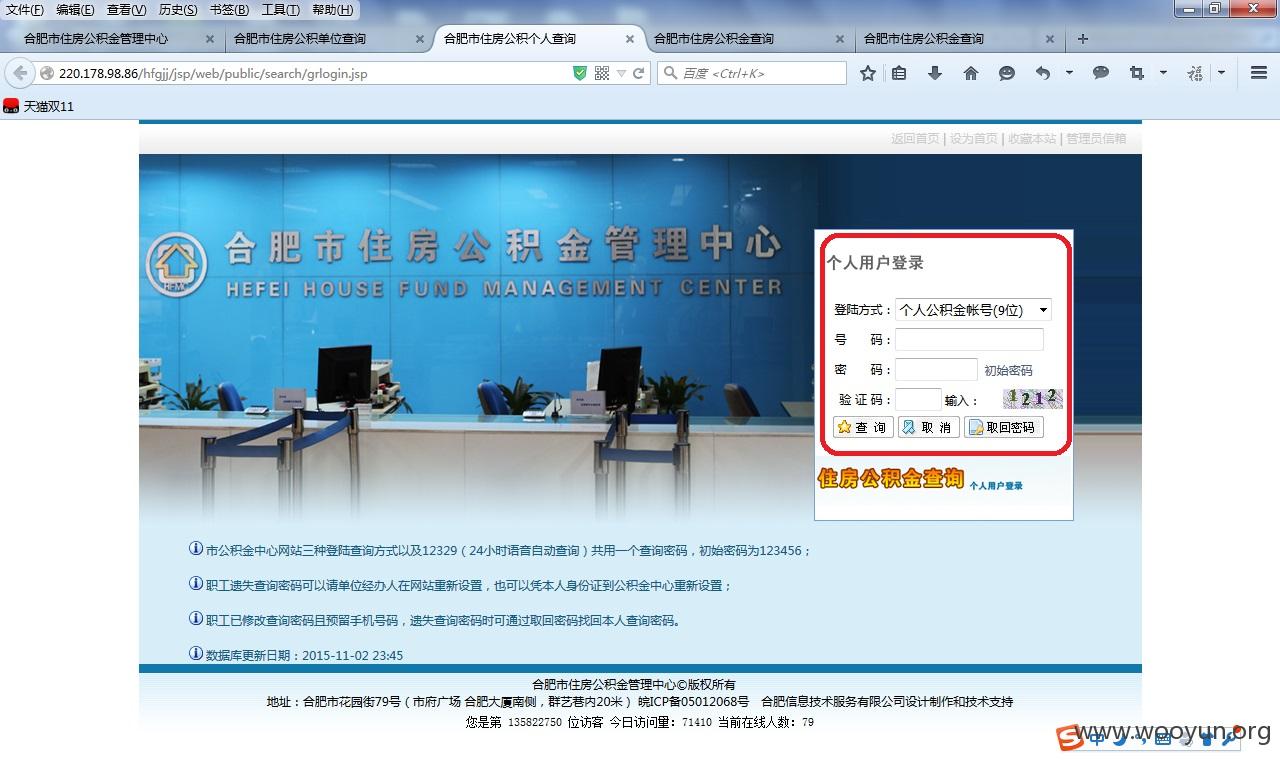 文件(F) 编辑(E) 查看(V) 历史(S) 书签(B) 工具(T) 帮助(H)
合肥市住房公积金管理中心 × 合肥市住房公积单位查询 × 合肥市住房公积个人查询 × 合肥市住房公积金查询 × 合肥市住房公积金查询 × +
220.178.98.86/hfgjj/jsp/web/public/search/grlogin.jsp 百度 <Ctrl+K>
天猫双11
返回首页 | 设为首页 | 收藏本站 | 管理员信箱
合肥市住房公积金管理中心
HEFEI HOUSE FUND MANAGEMENT CENTER
个人用户登录
登陆方式： 个人公积金帐号(9位)
号 码：
密 码： 初始密码
验 证 码： 输入： 1212
查 询 取 消 取回密码
住房公积金查询 个人用户登录
市公积金中心网站三种登陆查询方式以及12329（24小时语音自动查询）共用一个查询密码，初始密码为123456；
职工遗失查询密码可以请单位经办人在网站重新设置，也可以凭本人身份证到公积金中心重新设置；
职工已修改查询密码且预留手机号码，遗失查询密码时可通过取回密码找回本人查询密码。
数据库更新日期：2015-11-02 23:45
合肥市住房公积金管理中心©版权所有
地址：合肥市花园街79号（市府广场 合肥大厦南侧，群艺巷内20米） 皖ICP备05012068号 合肥信息技术服务有限公司设计制作和技术支持
您是第 135822750 位访客 今日访问量：71410 当前在线人数：79
www.wooyun.org
中